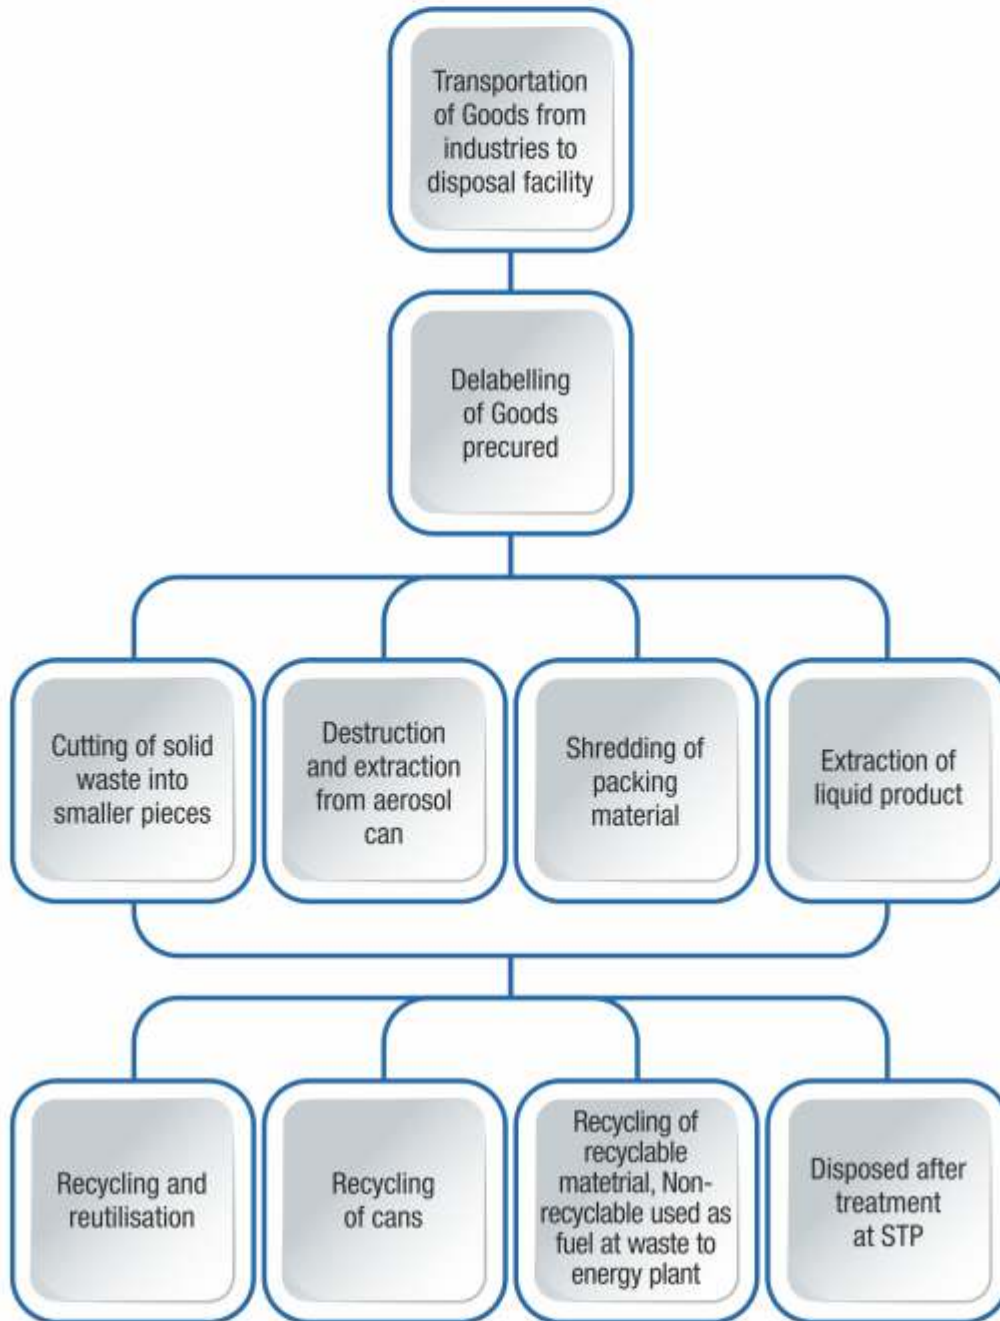 Transportation
of Goods from
industries to
disposal facility
Delabelling
of Goods
precured
Cutting of solid
waste into
smaller pieces
Destruction
and extraction
from aerosol
can
Shredding of
packing
material
Extraction of
liquid product
Recycling and
reutilisation
Recycling
of cans
Recycling of
recyclable
matetrial, Non-
recyclable used as
fuel at waste to
energy plant
Disposed after
treatment
at STP